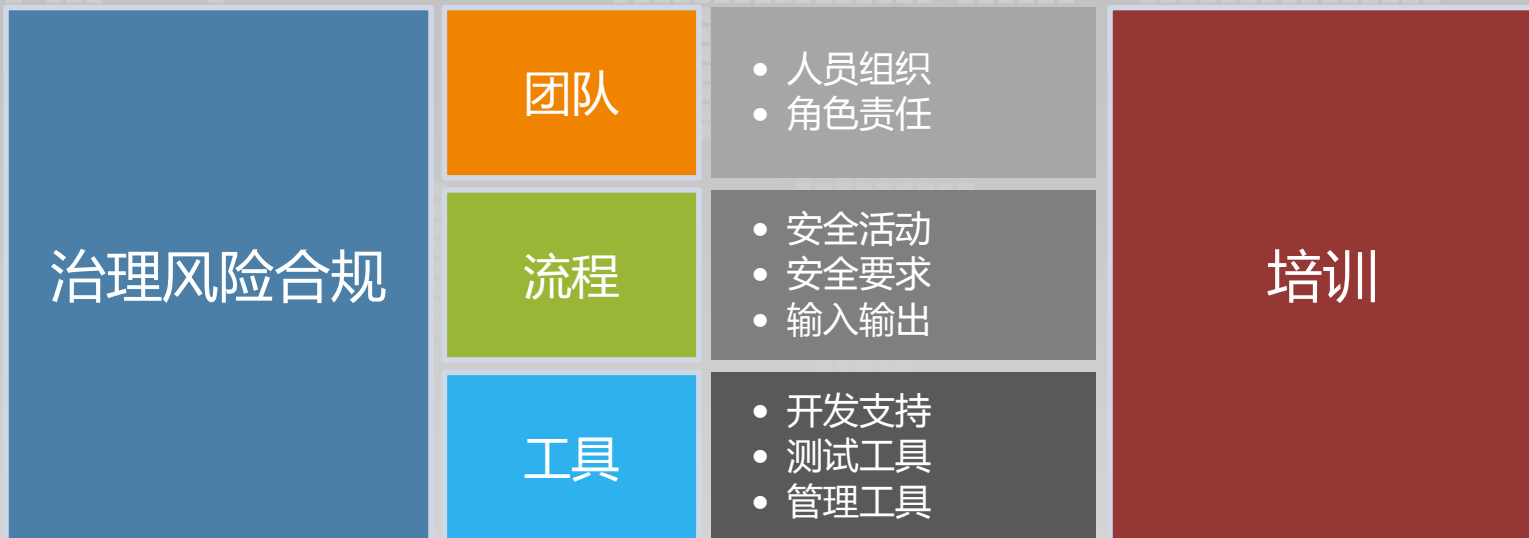 治理风险合规
团队
• 人员组织
• 角色责任
流程
• 安全活动
• 安全要求
• 输入输出
工具
• 开发支持
• 测试工具
• 管理工具
培训